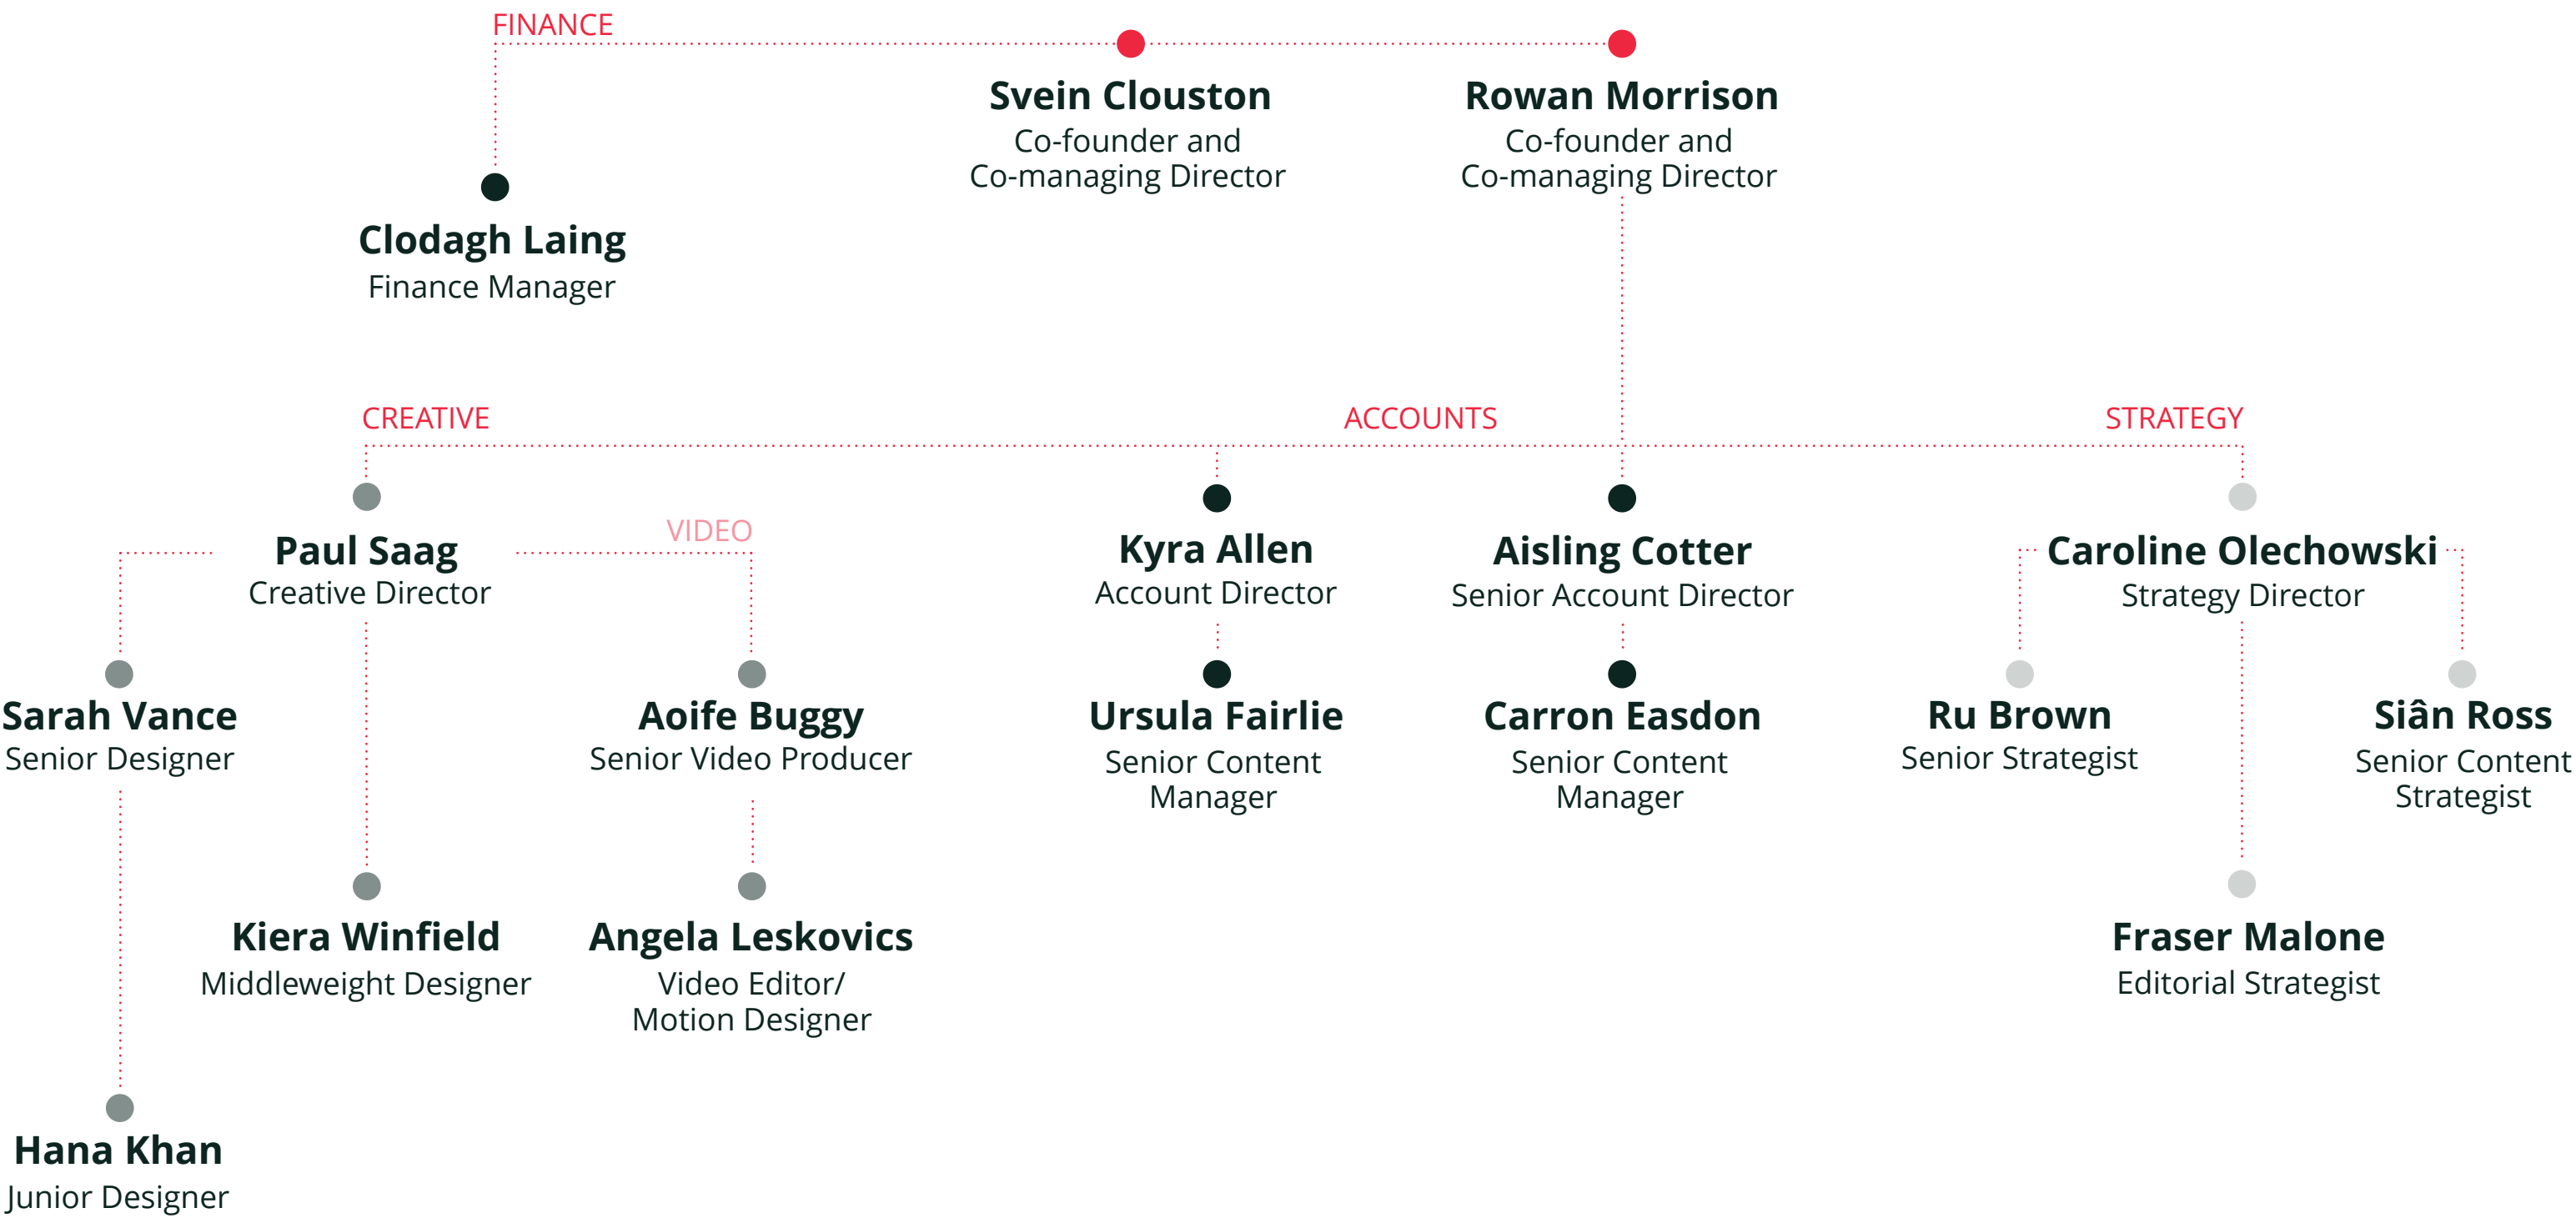 FINANCE
Svein Clouston
Co-founder and
Co-managing Director
Rowan Morrison
Co-founder and
Co-managing Director
Clodagh Laing
Finance Manager
CREATIVE
ACCOUNTS
STRATEGY
Paul Saag
Creative Director
VIDEO
Kyra Allen
Account Director
Aisling Cotter
Senior Account Director
Caroline Olechowski
Strategy Director
Sarah Vance
Senior Designer
Aoife Buggy
Senior Video Producer
Ursula Fairlie
Senior Content
Manager
Carron Easdon
Senior Content
Manager
Ru Brown
Senior Strategist
Siân Ross
Senior Content
Strategist
Kiera Winfield
Middleweight Designer
Angela Leskovics
Video Editor/
Motion Designer
Fraser Malone
Editorial Strategist
Hana Khan
Junior Designer